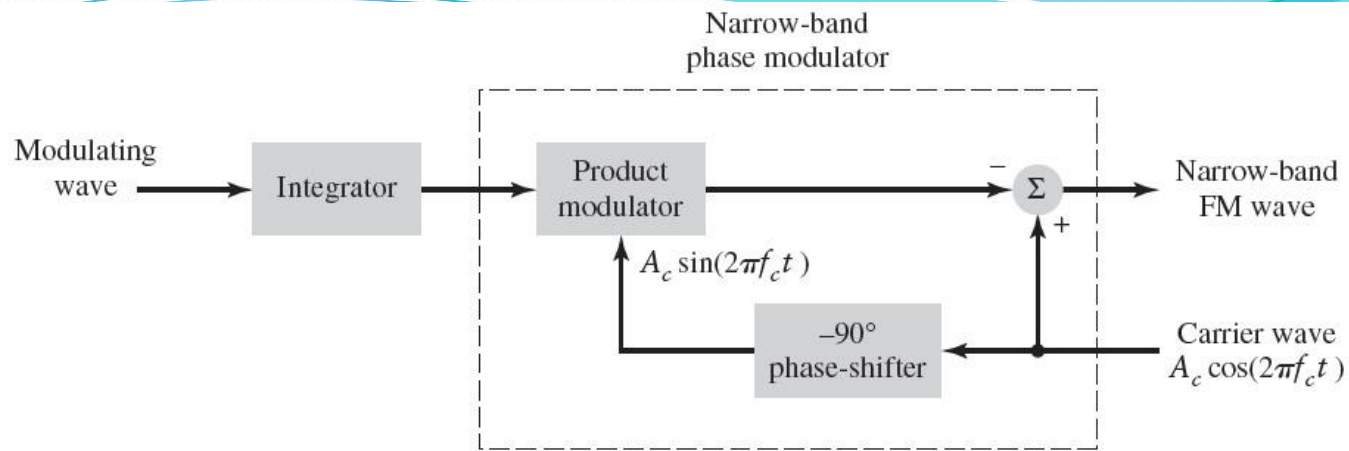 Narrow-band
phase modulator
Modulating
wave
Integrator
Product
modulator
−
Σ
+
Narrow-band
FM wave
A_c sin(2πf_c t)
−90°
phase-shifter
Carrier wave
A_c cos(2πf_c t)